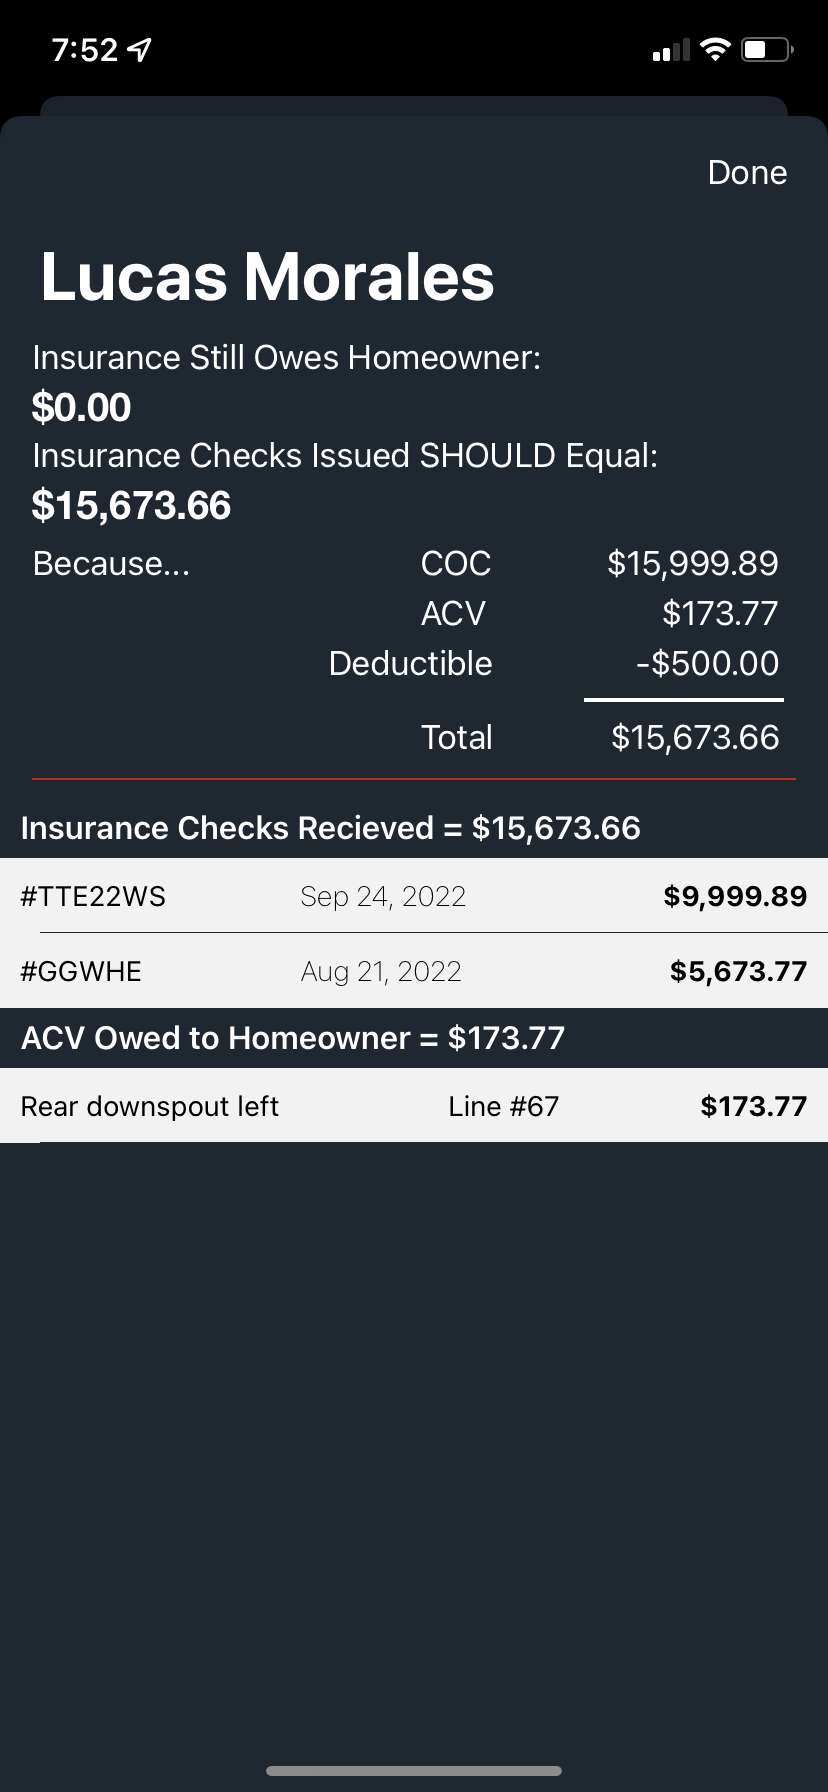 7:52
Done
Lucas Morales
Insurance Still Owes Homeowner:
$0.00
Insurance Checks Issued SHOULD Equal:
$15,673.66
Because... COC $15,999.89
ACV $173.77
Deductible -$500.00
Total $15,673.66
Insurance Checks Recieved = $15,673.66
#TTE22WS Sep 24, 2022 $9,999.89
#GGWHE Aug 21, 2022 $5,673.77
ACV Owed to Homeowner = $173.77
Rear downspout left Line #67 $173.77